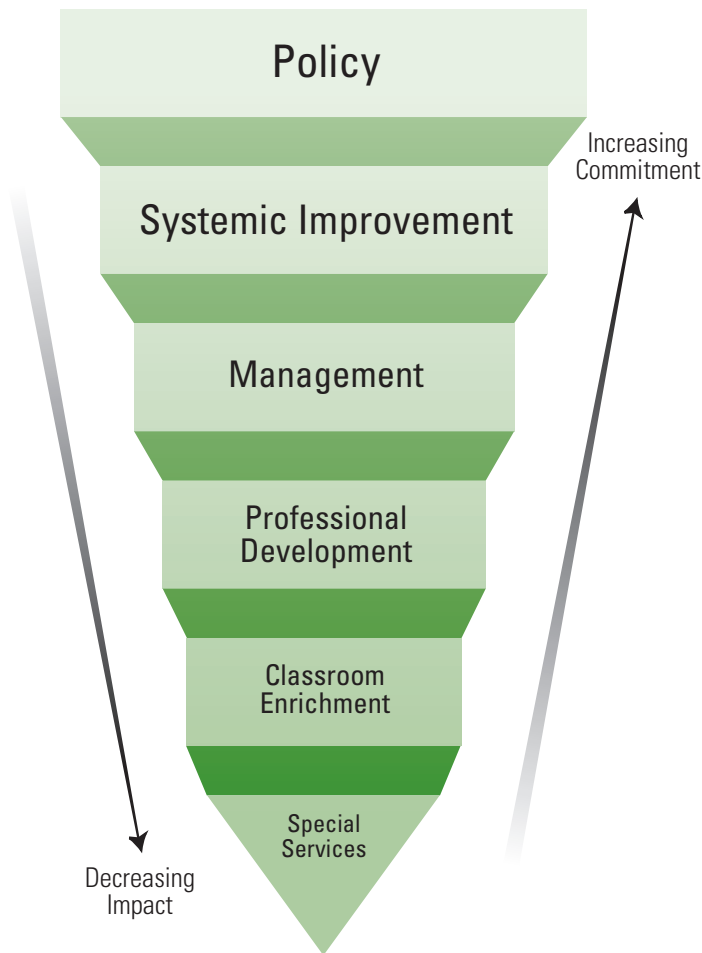 Policy
Increasing
Commitment
Systemic Improvement
Management
Professional
Development
Classroom
Enrichment
Special
Services
Decreasing
Impact